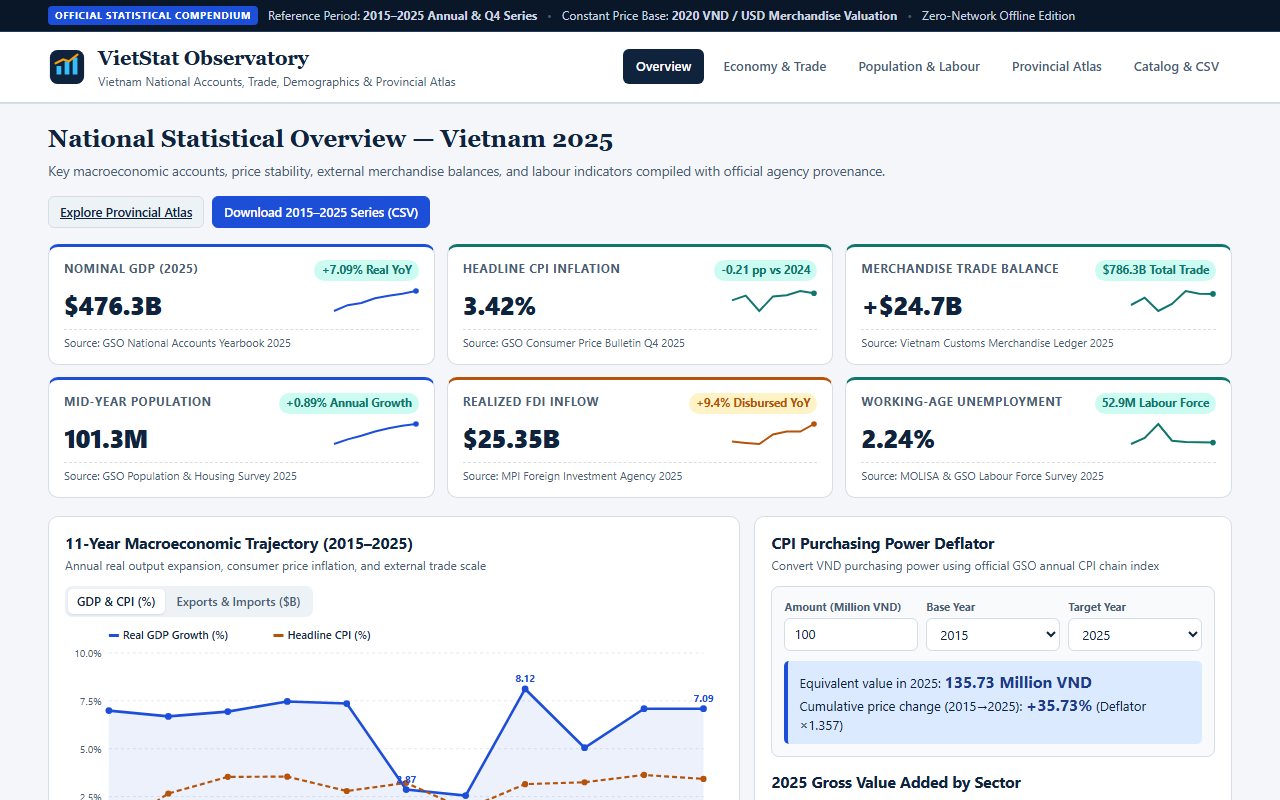 OFFICIAL STATISTICAL COMPENDIUM Reference Period: 2015–2025 Annual & Q4 Series • Constant Price Base: 2020 VND / USD Merchandise Valuation • Zero-Network Offline Edition
VietStat Observatory
Vietnam National Accounts, Trade, Demographics & Provincial Atlas
Overview Economy & Trade Population & Labour Provincial Atlas Catalog & CSV
National Statistical Overview — Vietnam 2025
Key macroeconomic accounts, price stability, external merchandise balances, and labour indicators compiled with official agency provenance.
Explore Provincial Atlas Download 2015–2025 Series (CSV)
NOMINAL GDP (2025) +7.09% Real YoY
$476.3B
Source: GSO National Accounts Yearbook 2025
HEADLINE CPI INFLATION -0.21 pp vs 2024
3.42%
Source: GSO Consumer Price Bulletin Q4 2025
MERCHANDISE TRADE BALANCE $786.3B Total Trade
+$24.7B
Source: Vietnam Customs Merchandise Ledger 2025
MID-YEAR POPULATION +0.89% Annual Growth
101.3M
Source: GSO Population & Housing Survey 2025
REALIZED FDI INFLOW +9.4% Disbursed YoY
$25.35B
Source: MPI Foreign Investment Agency 2025
WORKING-AGE UNEMPLOYMENT 52.9M Labour Force
2.24%
Source: MOLISA & GSO Labour Force Survey 2025
11-Year Macroeconomic Trajectory (2015–2025)
Annual real output expansion, consumer price inflation, and external trade scale
GDP & CPI (%) Exports & Imports ($B)
Real GDP Growth (%) Headline CPI (%)
10.0%
8.12
7.09
7.5%
5.0%
2.87
2.5%
CPI Purchasing Power Deflator
Convert VND purchasing power using official GSO annual CPI chain index
Amount (Million VND) Base Year Target Year
100 2015 2025
Equivalent value in 2025: 135.73 Million VND
Cumulative price change (2015→2025): +35.73% (Deflator
×1.357)
2025 Gross Value Added by Sector